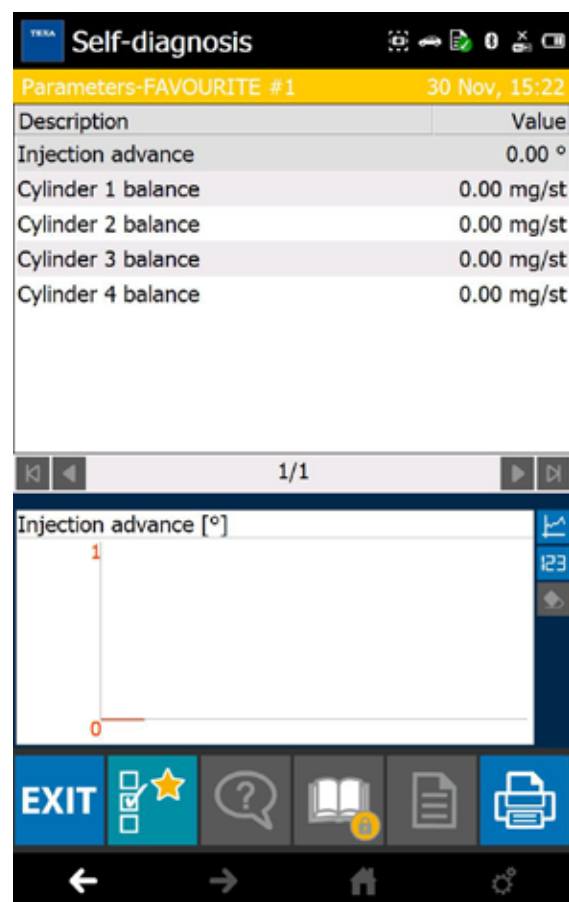 TEXA Self-diagnosis 0
Parameters-FAVOURITE #1 30 Nov, 15:22
Description Value
Injection advance 0.00 °
Cylinder 1 balance 0.00 mg/st
Cylinder 2 balance 0.00 mg/st
Cylinder 3 balance 0.00 mg/st
Cylinder 4 balance 0.00 mg/st
1/1
Injection advance [°]
1
123
0
EXIT